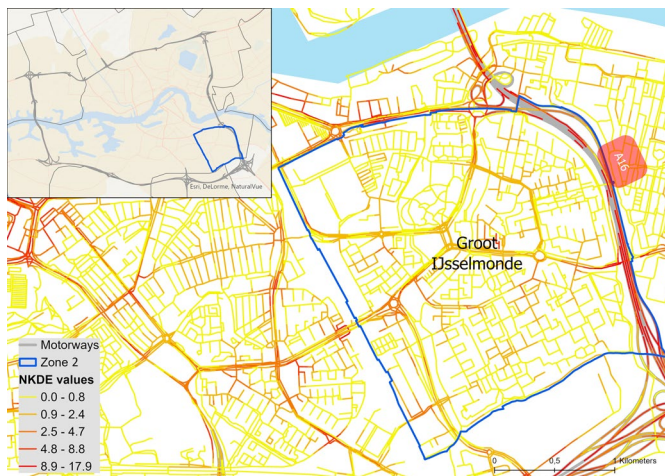 Esri, DeLorme, NaturalVue
A16
Groot
IJsselmonde
Motorways
Zone 2
NKDE values
0.0 - 0.8
0.9 - 2.4
2.5 - 4.7
4.8 - 8.8
8.9 - 17.9
0 0.5 1 Kilometers